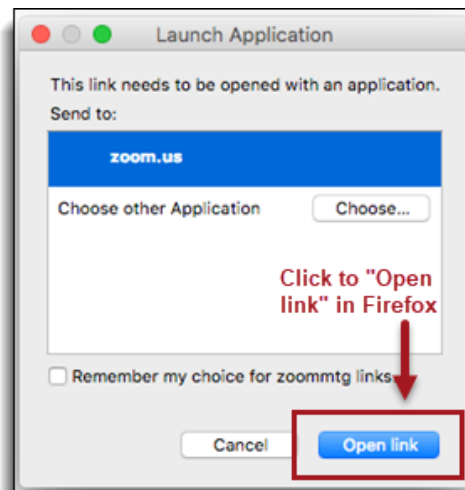 Launch Application
This link needs to be opened with an application.
Send to:
zoom.us
Choose other Application
Choose...
Click to "Open
link" in Firefox
Remember my choice for zoommtg links.
Cancel
Open link